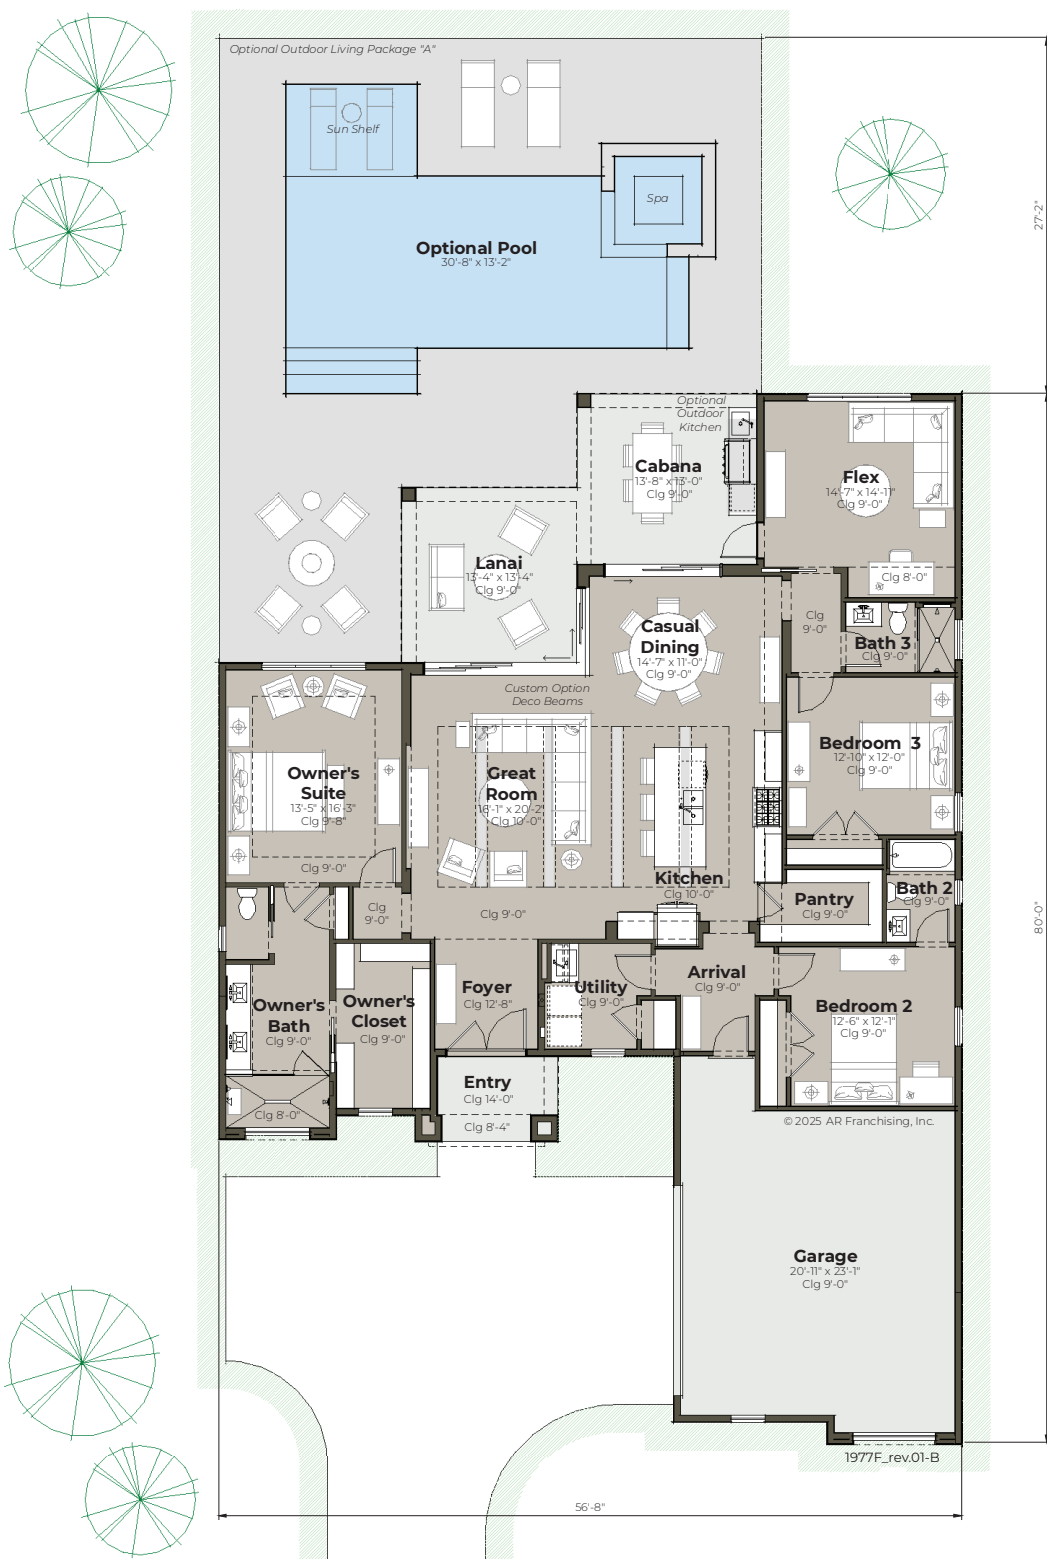 Optional Outdoor Living Package "A"
Sun Shelf
Spa
Optional Pool
30'-8" x 13'-2"
27'-2"
Optional
Outdoor
Kitchen
Cabana
13'-8" x 13'-0"
Clg 9'-0"
Flex
14'-7" x 14'-11"
Clg 9'-0"
Clg 8'-0"
Lanai
13'-4" x 13'-4"
Clg 9'-0"
Casual
Dining
14'-7" x 11'-0"
Clg 9'-0"
Clg
9'-0"
Bath 3
Clg 9'-0"
Custom Option
Deco Beams
Owner's
Suite
13'-5" x 16'-3"
Clg 9'-8"
Clg 9'-0"
Great
Room
18'-1" x 20'-2"
Clg 10'-0"
Clg 9'-0"
Bedroom 3
12'-10" x 12'-0"
Clg 9'-0"
Kitchen
Clg 10'-0"
Pantry
Clg 9'-0"
Bath 2
Clg 9'-0"
Clg
9'-0"
80'-0"
Owner's
Bath
Clg 9'-0"
Clg 8'-0"
Owner's
Closet
Clg 9'-0"
Foyer
Clg 12'-8"
Utility
Clg 9'-0"
Arrival
Clg 9'-0"
Bedroom 2
12'-6" x 12'-1"
Clg 9'-0"
Entry
Clg 14'-0"
Clg 8'-4"
© 2025 AR Franchising, Inc.
Garage
20'-11" x 23'-1"
Clg 9'-0"
1977F_rev.01-B
56'-8"